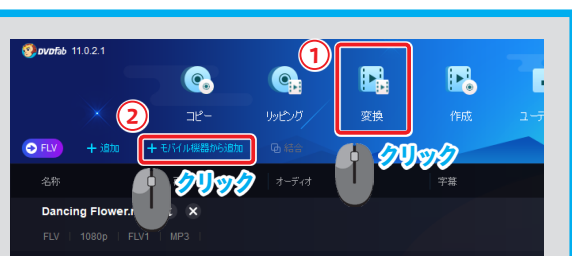 DVDFab 11.0.2.1
①
コピー リッピング 変換 作成 ユーテ
②
FLV + 追加 + モバイル機器から追加 結合
クリック
クリック
名称 オーディオ 字幕
Dancing Flower.
FLV 1080p FLV1 MP3